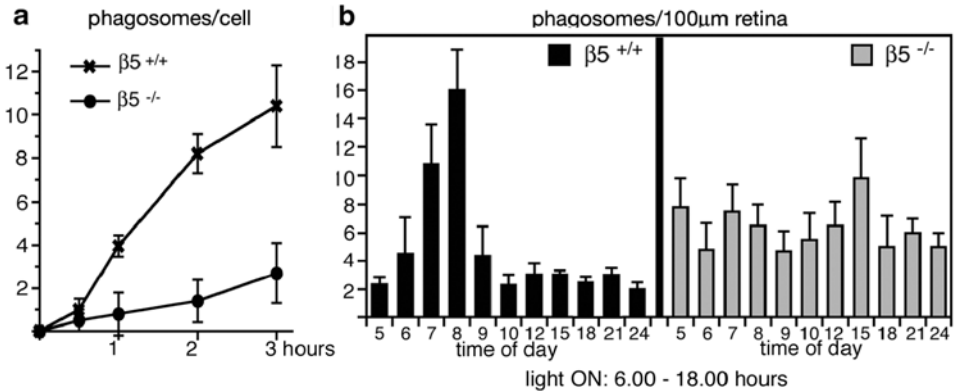 a
phagosomes/cell
β5 +/+
β5 -/-
12
10
8
6
4
2
1
2
3 hours
b
phagosomes/100μm retina
β5 +/+
β5 -/-
18
16
14
12
10
8
6
4
2
5 6 7 8 9 10 12 15 18 21 24
time of day
5 6 7 8 9 10 12 15 18 21 24
time of day
light ON: 6.00 - 18.00 hours